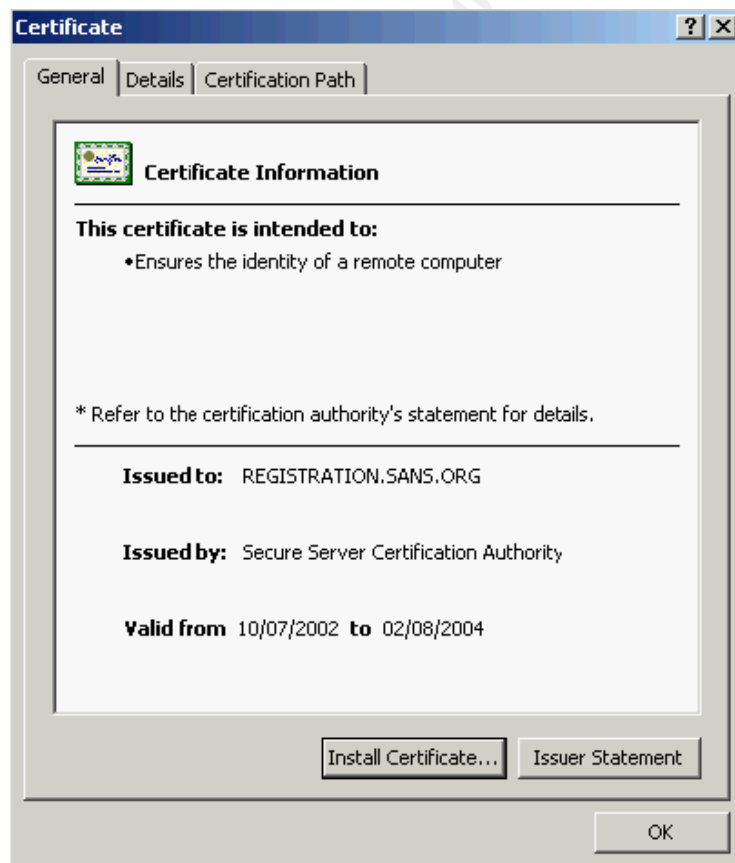 Certificate
General Details Certification Path
Certificate Information
This certificate is intended to:
•Ensures the identity of a remote computer
* Refer to the certification authority's statement for details.
Issued to: REGISTRATION.SANS.ORG
Issued by: Secure Server Certification Authority
Valid from 10/07/2002 to 02/08/2004
Install Certificate... Issuer Statement
OK